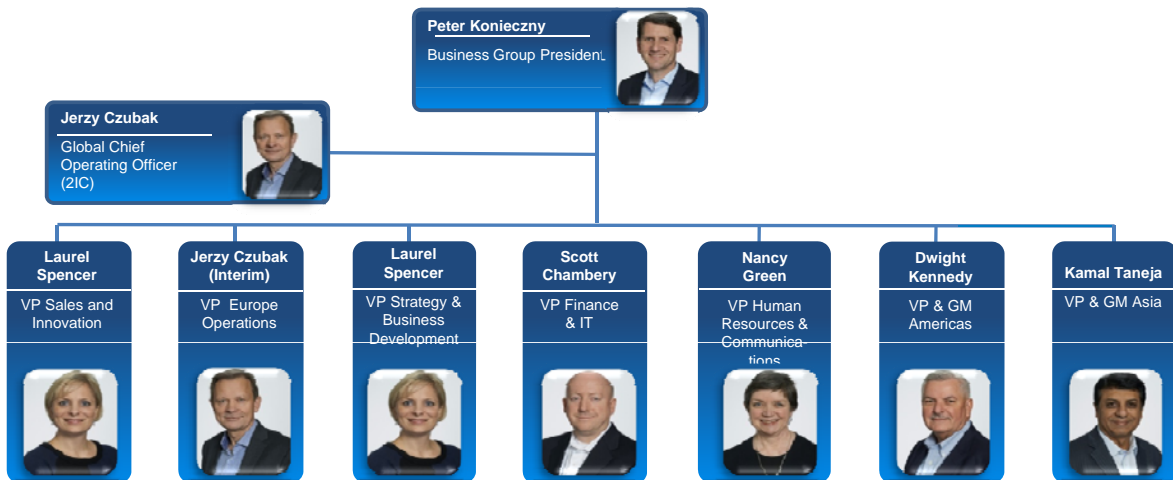 Peter Konieczny
Business Group President
Jerzy Czubak
Global Chief
Operating Officer
(2IC)
Laurel
Spencer
VP Sales and
Innovation
Jerzy Czubak
(Interim)
VP Europe
Operations
Laurel
Spencer
VP Strategy &
Business
Development
Scott
Chambery
VP Finance
& IT
Nancy
Green
VP Human
Resources &
Communica-
tions
Dwight
Kennedy
VP & GM
Americas
Kamal Taneja
VP & GM Asia